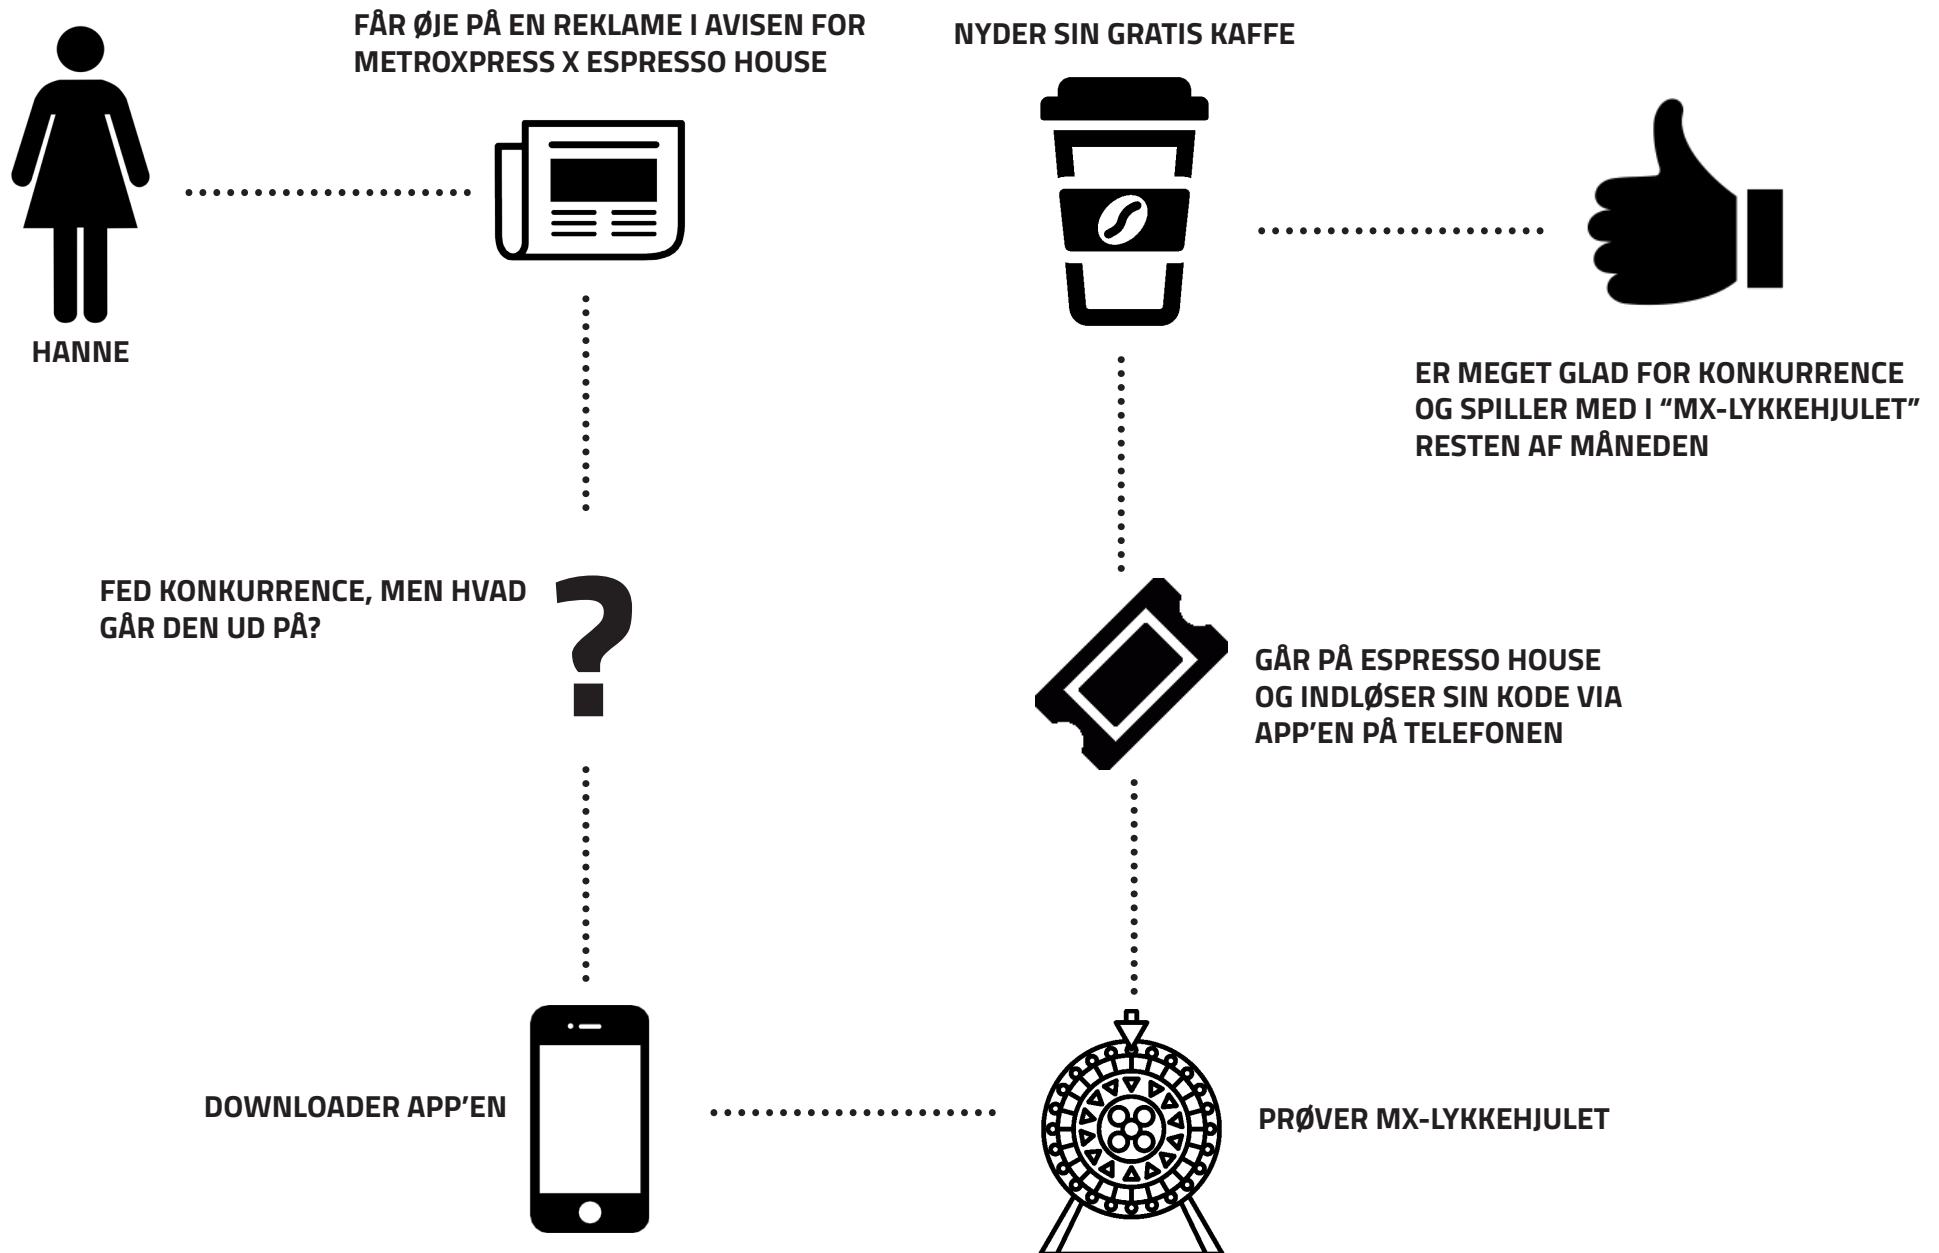 HANNE
FÅR ØJE PÅ EN REKLAME I AVISEN FOR
METROXPRESS X ESPRESSO HOUSE
FED KONKURRENCE, MEN HVAD
GÅR DEN UD PÅ?
?
DOWNLOADER APP’EN
PRØVER MX-LYKKEHJULET
GÅR PÅ ESPRESSO HOUSE
OG INDLØSER SIN KODE VIA
APP’EN PÅ TELEFONEN
NYDER SIN GRATIS KAFFE
ER MEGET GLAD FOR KONKURRENCE
OG SPILLER MED I “MX-LYKKEHJULET”
RESTEN AF MÅNEDEN